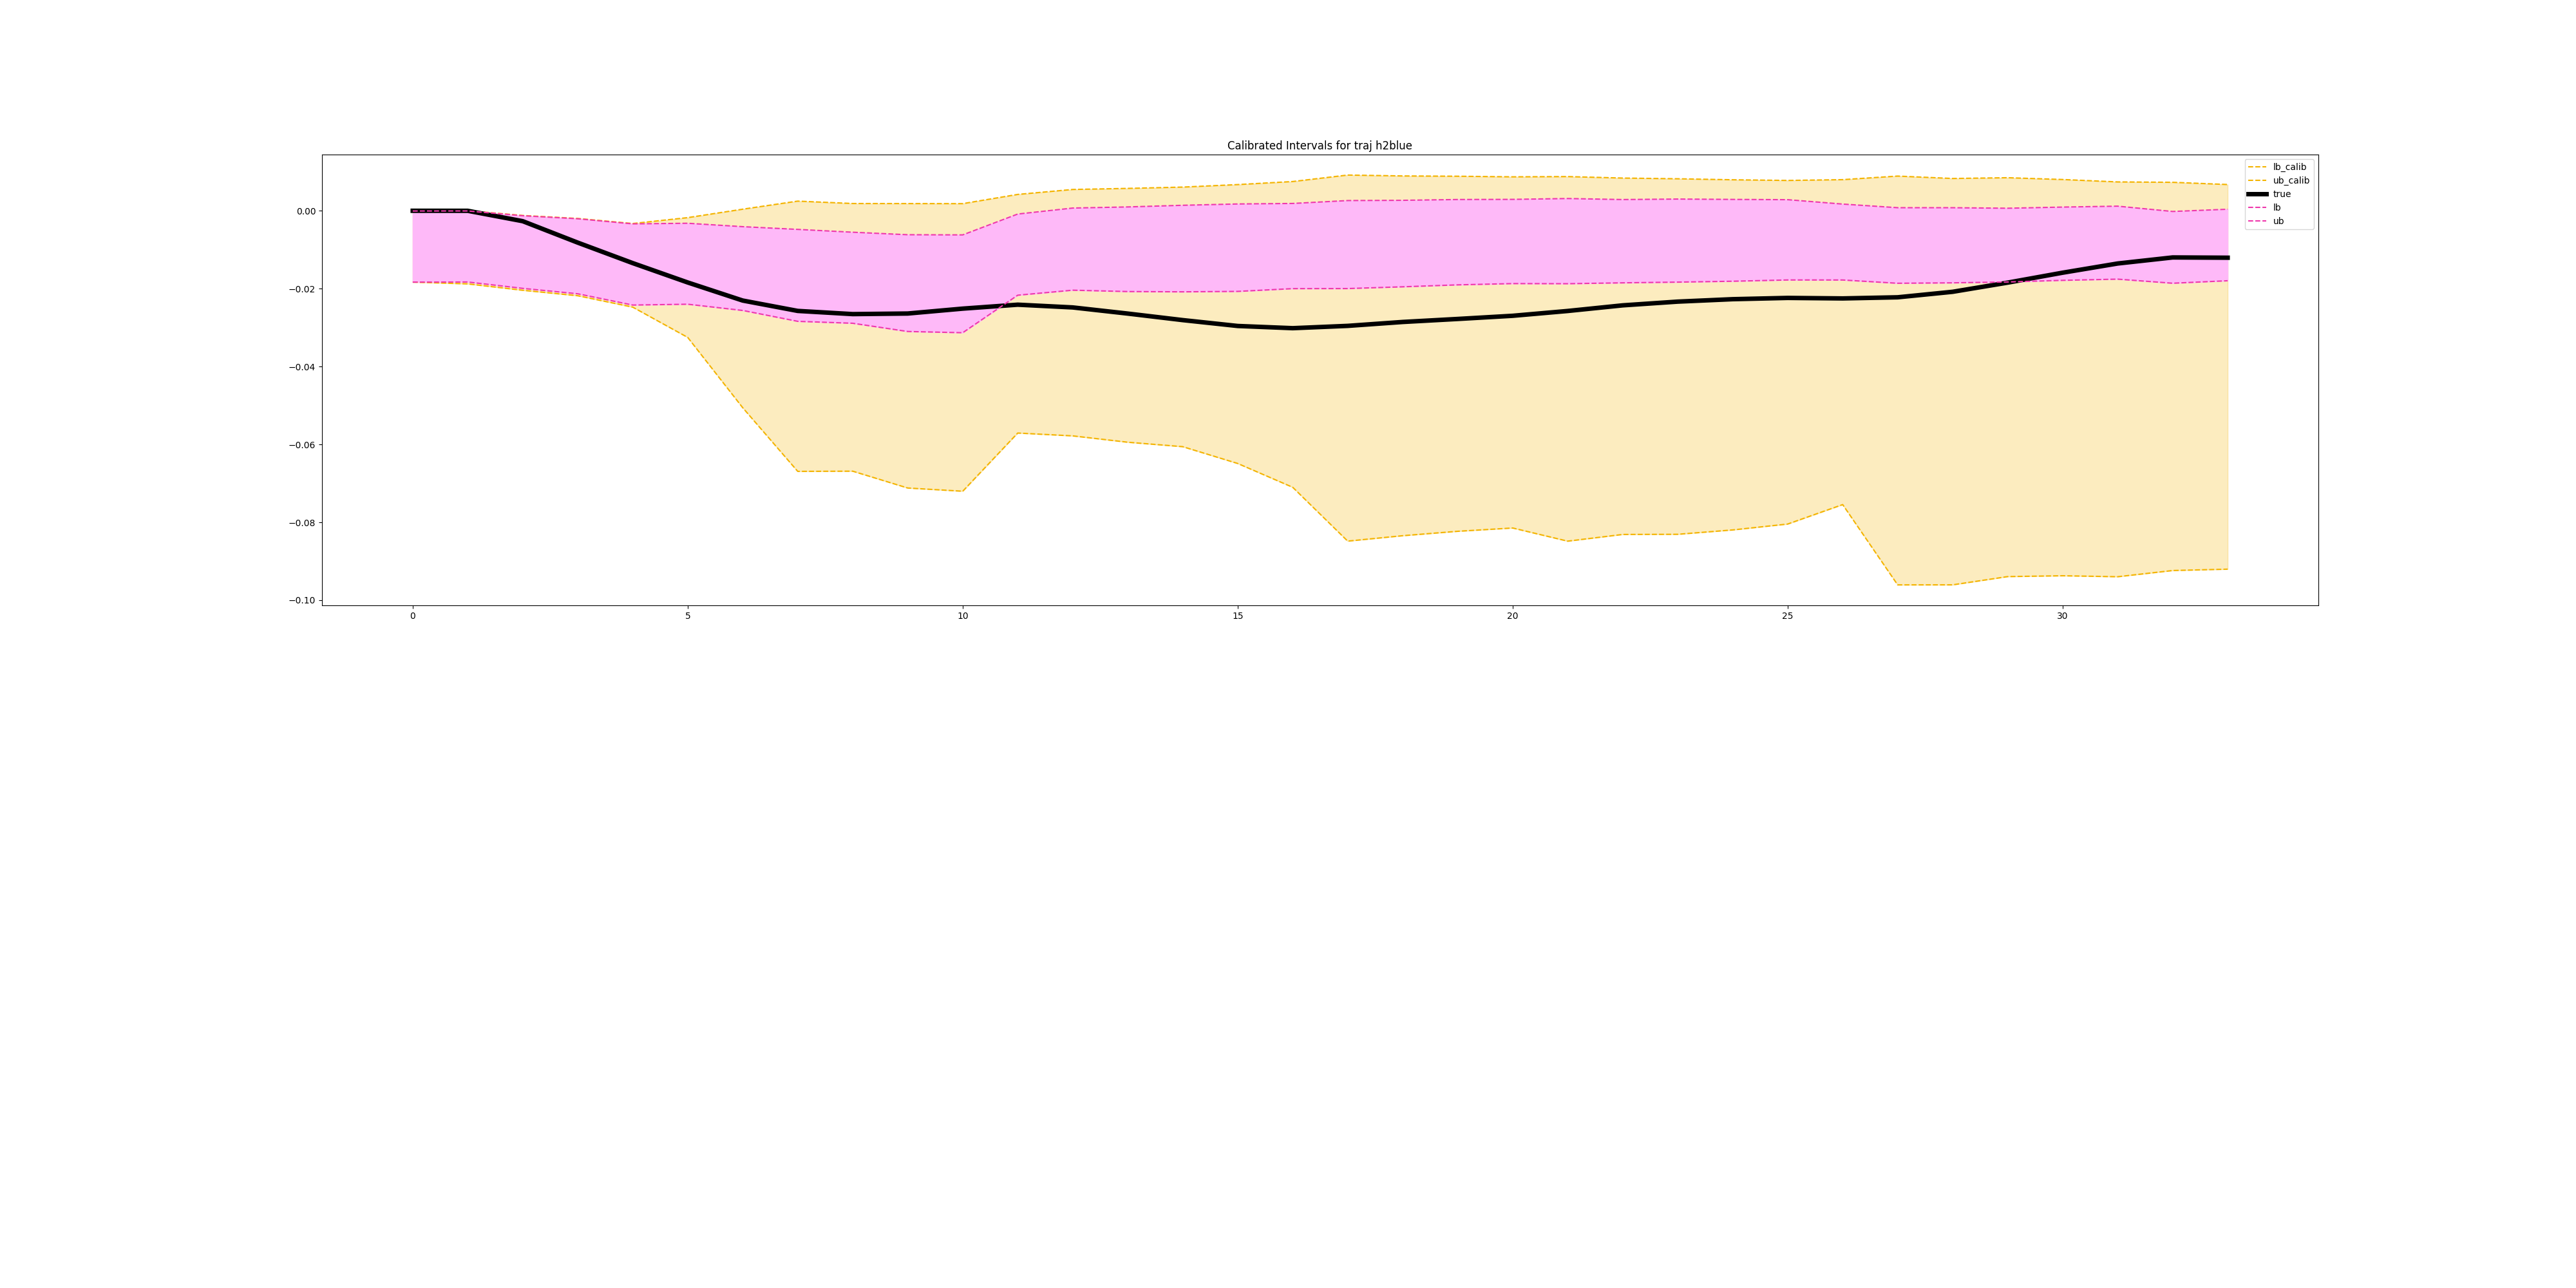 Calibrated Intervals for traj h2blue
lb_calib
ub_calib
true
lb
ub
0.00
−0.02
−0.04
−0.06
−0.08
−0.10
0 5 10 15 20 25 30